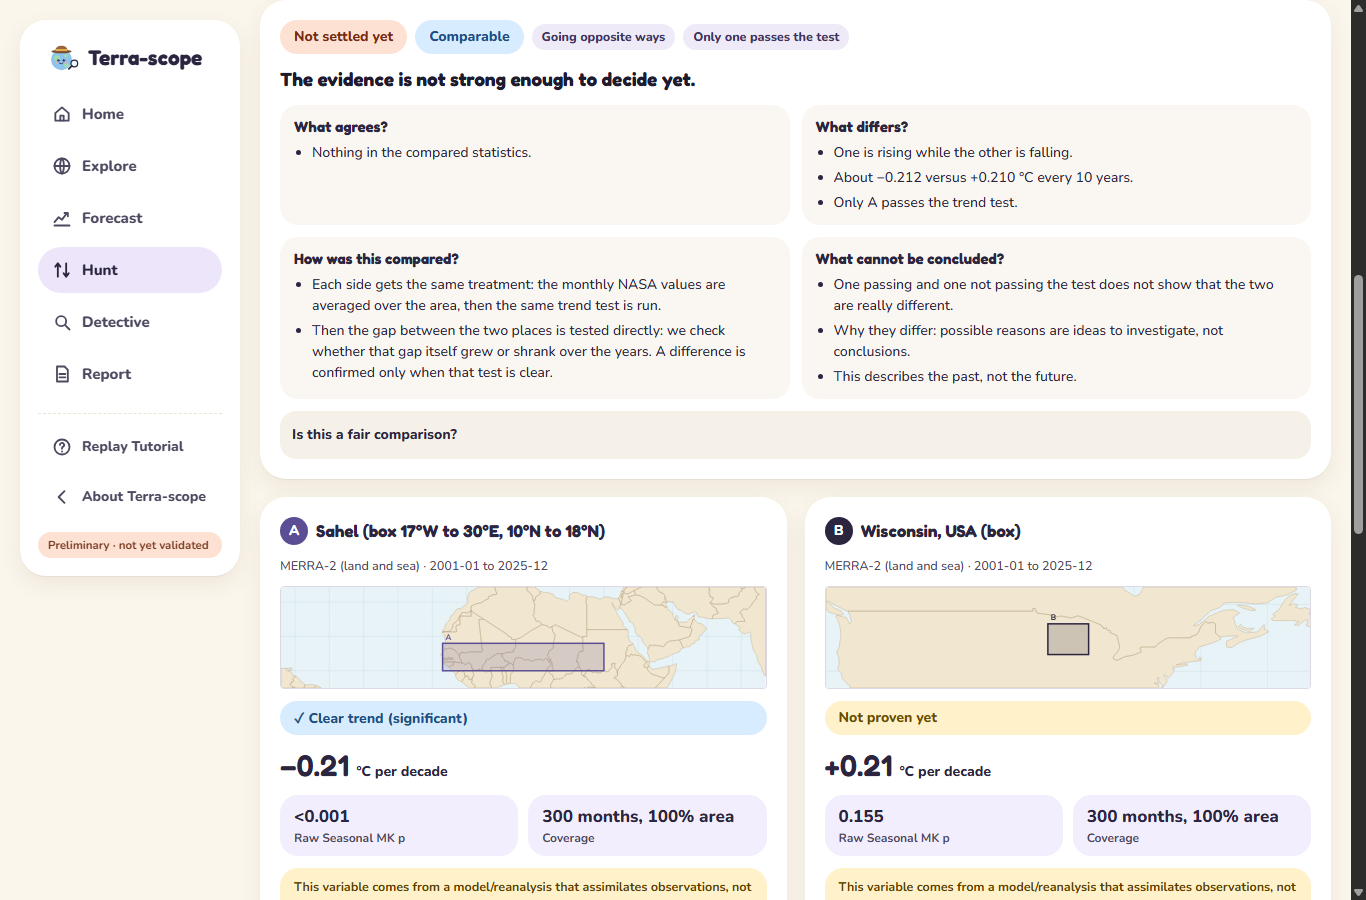 Terra-scope
Home
Explore
Forecast
Hunt
Detective
Report
Replay Tutorial
About Terra-scope
Preliminary · not yet validated
Not settled yet
Comparable
Going opposite ways
Only one passes the test
The evidence is not strong enough to decide yet.
What agrees?
Nothing in the compared statistics.
What differs?
One is rising while the other is falling.
About −0.212 versus +0.210 °C every 10 years.
Only A passes the trend test.
How was this compared?
Each side gets the same treatment: the monthly NASA values are
averaged over the area, then the same trend test is run.
Then the gap between the two places is tested directly: we check
whether that gap itself grew or shrank over the years. A difference is
confirmed only when that test is clear.
What cannot be concluded?
One passing and one not passing the test does not show that the two
are really different.
Why they differ: possible reasons are ideas to investigate, not
conclusions.
This describes the past, not the future.
Is this a fair comparison?
A
Sahel (box 17°W to 30°E, 10°N to 18°N)
MERRA-2 (land and sea) · 2001-01 to 2025-12
A
✓ Clear trend (significant)
−0.21 °C per decade
<0.001
Raw Seasonal MK p
300 months, 100% area
Coverage
This variable comes from a model/reanalysis that assimilates observations, not
B
Wisconsin, USA (box)
MERRA-2 (land and sea) · 2001-01 to 2025-12
B
Not proven yet
+0.21 °C per decade
0.155
Raw Seasonal MK p
300 months, 100% area
Coverage
This variable comes from a model/reanalysis that assimilates observations, not